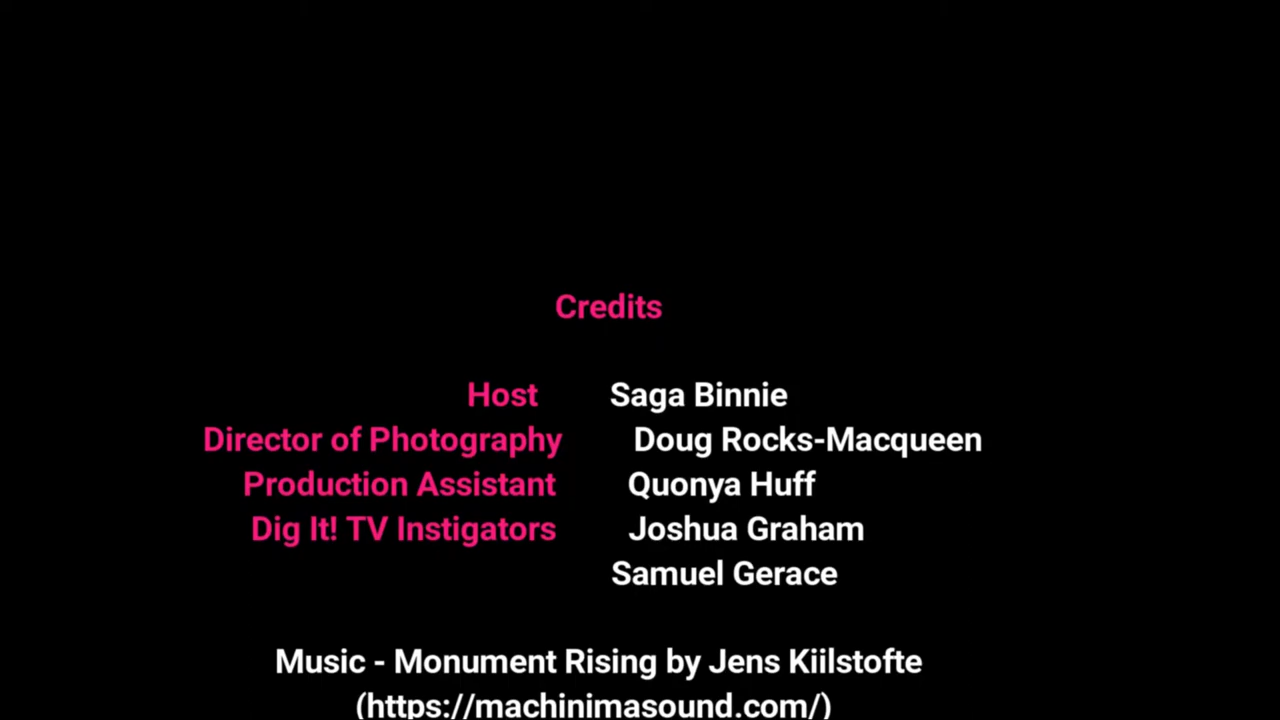 Credits
Host Saga Binnie
Director of Photography Doug Rocks-Macqueen
Production Assistant Quonya Huff
Dig It! TV Instigators Joshua Graham
Samuel Gerace
Music - Monument Rising by Jens Kiilstofte
(https://machinimasound.com/)